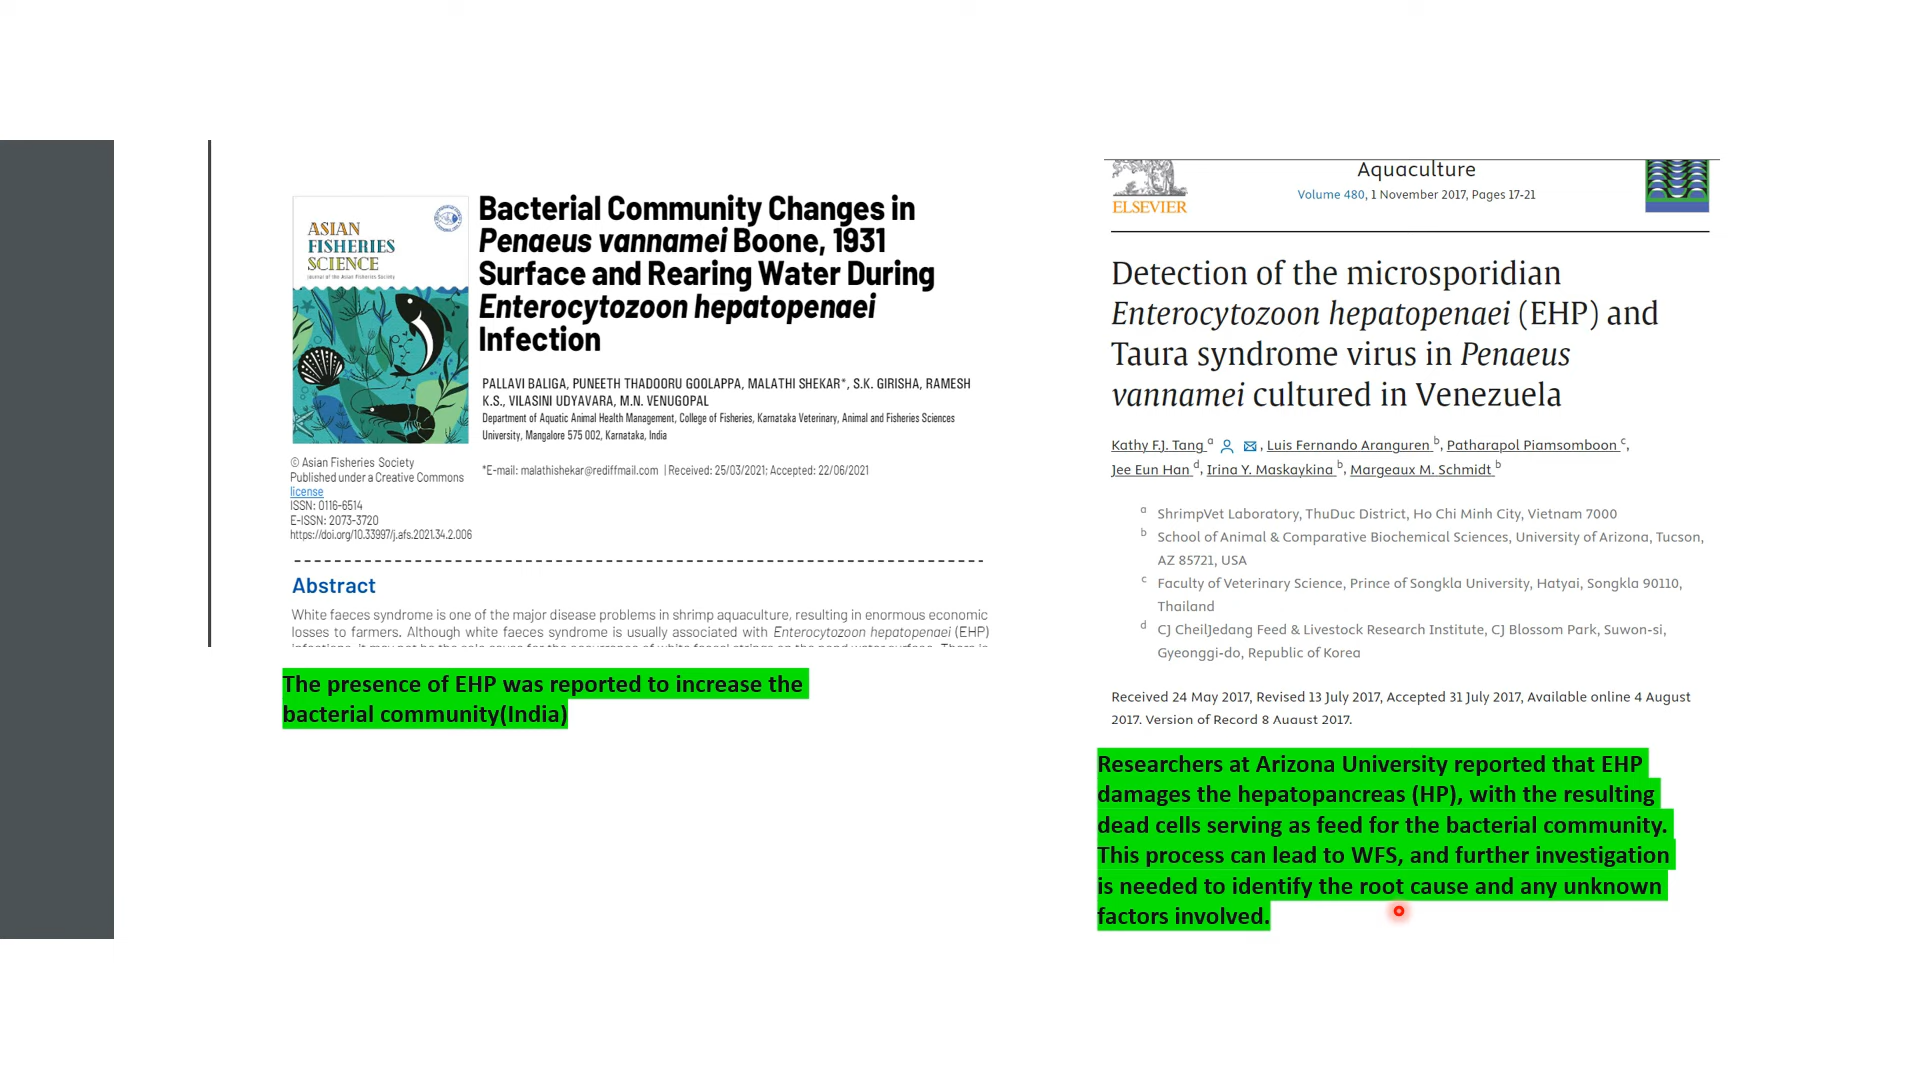 ASIAN
FISHERIES
SCIENCE
Journal of the Asian Fisheries Society
Bacterial Community Changes in
Penaeus vannamei Boone, 1931
Surface and Rearing Water During
Enterocytozoon hepatopenaei
Infection
PALLAVI BALIGA, PUNEETH THADOORU GOOLAPPA, MALATHI SHEKAR*, S.K. GIRISHA, RAMESH
K.S., VILASINI UDYAVARA, M.N. VENUGOPAL
Department of Aquatic Animal Health Management, College of Fisheries, Karnataka Veterinary, Animal and Fisheries Sciences
University, Mangalore 575 002, Karnataka, India
*E-mail: malathishekar@rediffmail.com | Received: 25/03/2021; Accepted: 22/06/2021
© Asian Fisheries Society
Published under a Creative Commons
license
ISSN: 0116-6514
E-ISSN: 2073-3720
https://doi.org/10.33997/j.afs.2021.34.2.006
Abstract
White faeces syndrome is one of the major disease problems in shrimp aquaculture, resulting in enormous economic
losses to farmers. Although white faeces syndrome is usually associated with Enterocytozoon hepatopenaei (EHP)
The presence of EHP was reported to increase the
bacterial community(India)
ELSEVIER
Aquaculture
Volume 480, 1 November 2017, Pages 17-21
Detection of the microsporidian
Enterocytozoon hepatopenaei (EHP) and
Taura syndrome virus in Penaeus
vannamei cultured in Venezuela
Kathy F.J. Tang a, Luis Fernando Aranguren b, Patharapol Piamsomboon c,
Jee Eun Han d, Irina Y. Maskaykina b, Margeaux M. Schmidt b
a ShrimpVet Laboratory, ThuDuc District, Ho Chi Minh City, Vietnam 7000
b School of Animal & Comparative Biochemical Sciences, University of Arizona, Tucson,
AZ 85721, USA
c Faculty of Veterinary Science, Prince of Songkla University, Hatyai, Songkla 90110,
Thailand
d CJ CheilJedang Feed & Livestock Research Institute, CJ Blossom Park, Suwon-si,
Gyeonggi-do, Republic of Korea
Received 24 May 2017, Revised 13 July 2017, Accepted 31 July 2017, Available online 4 August
2017. Version of Record 8 August 2017.
Researchers at Arizona University reported that EHP
damages the hepatopancreas (HP), with the resulting
dead cells serving as feed for the bacterial community.
This process can lead to WFS, and further investigation
is needed to identify the root cause and any unknown
factors involved.